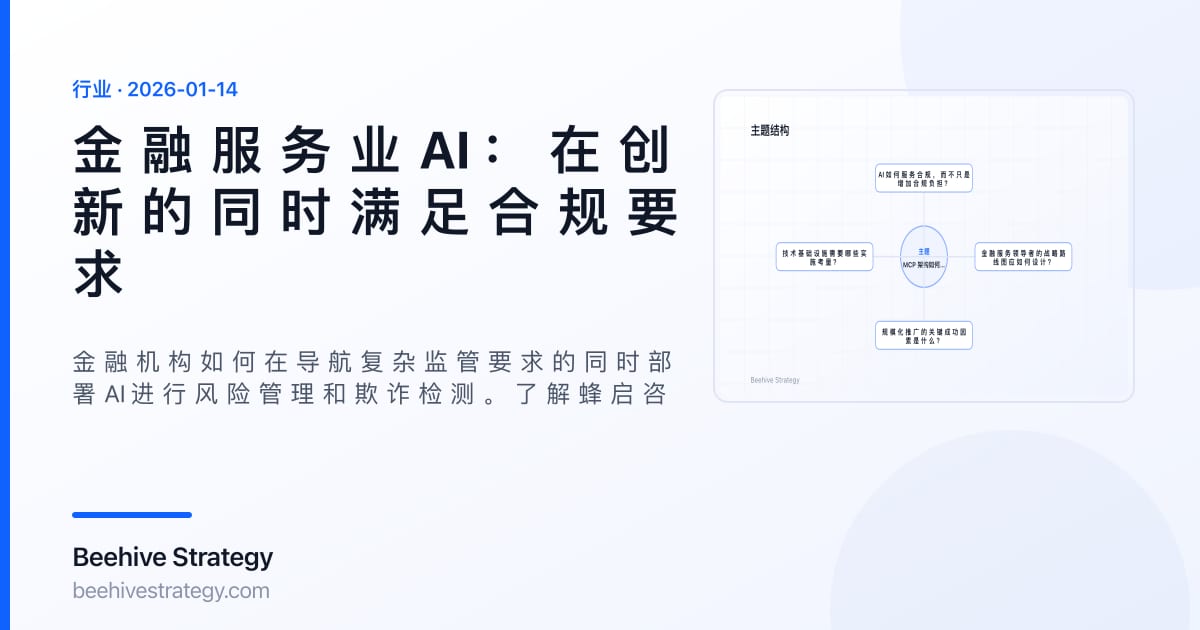 行业 · 2026-01-14
金融服务业AI：在创
新的同时满足合规要
求
金融机构如何在导航复杂监管要求的同时部
署AI进行风险管理和欺诈检测。了解蜂启咨
Beehive Strategy
beehivestrategy.com
主题结构
AI如何服务合规，而不只是
增加合规负担？
技术基础设施需要哪些实
施考量？
主题
MCP 架构如何...
金融服务领导者的战略路
线图应如何设计？
规模化推广的关键成功因
素是什么？
Beehive Strategy